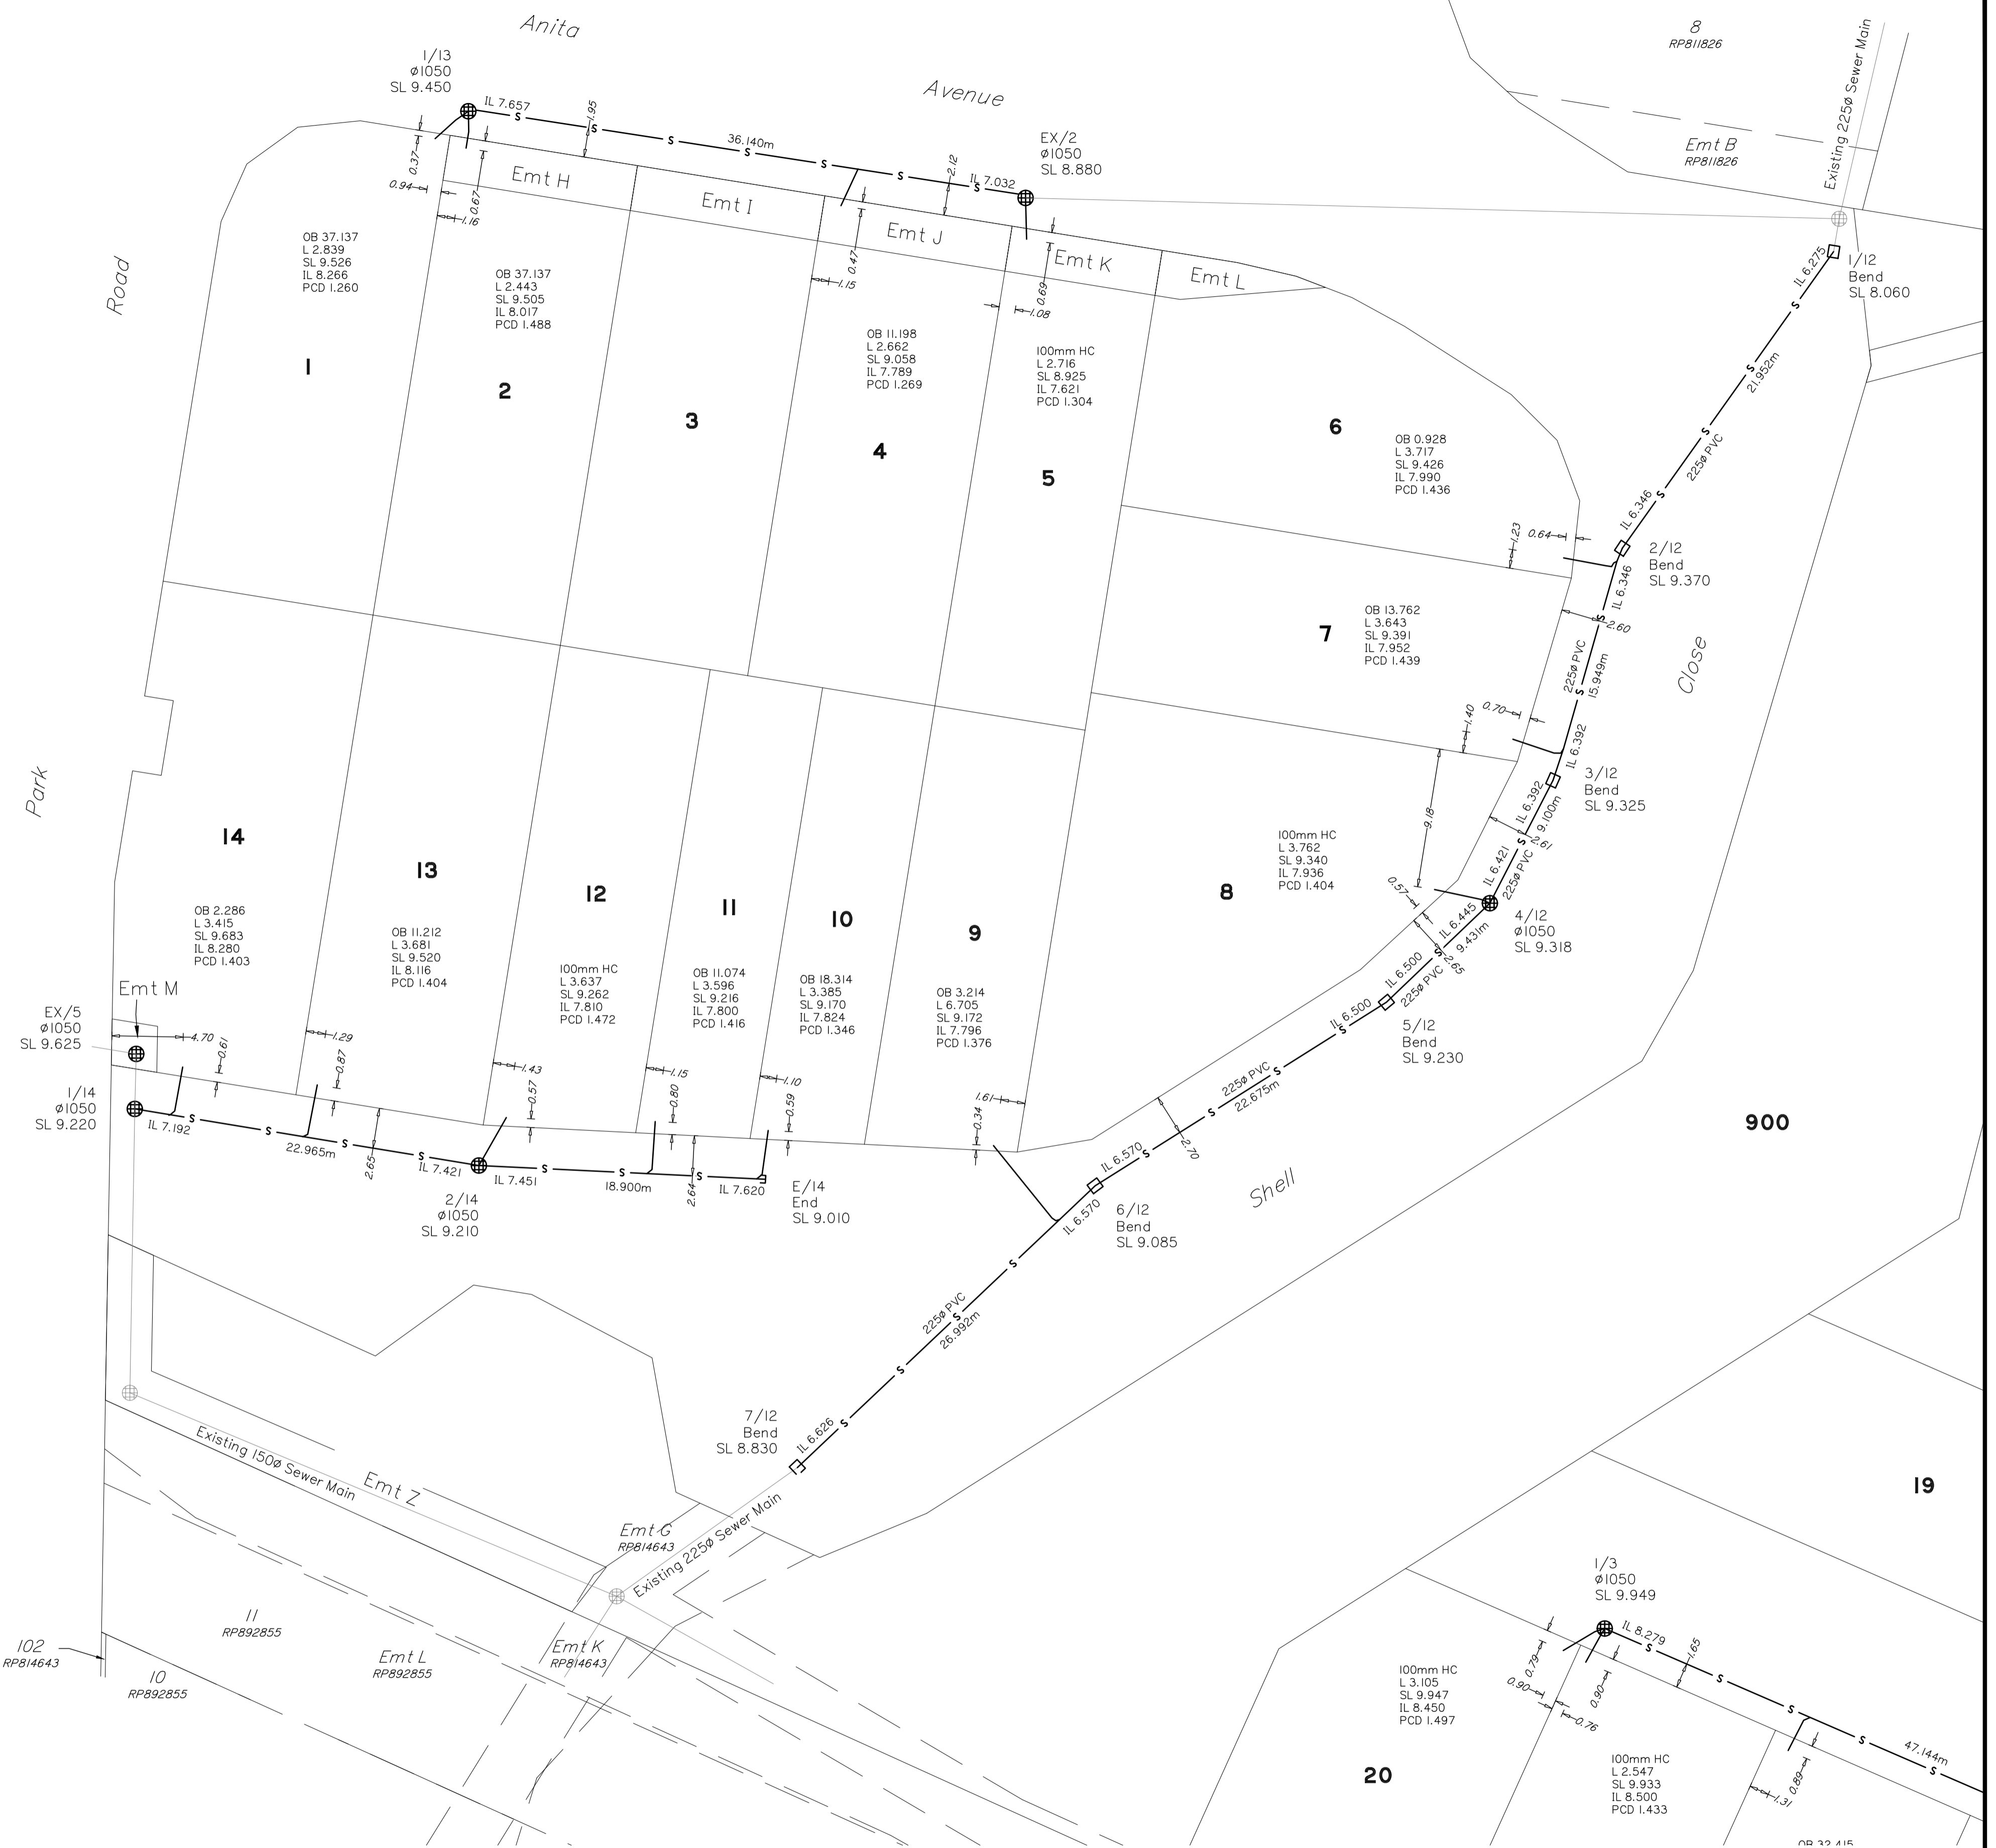 Anita
Avenue
8
RP811826
Existing 225ø Sewer Main
Emt B
RP811826
1/13
ø1050
SL 9.450
IL 7.657
1.95
36.140m
2.12
IL 7.032
EX/2
ø1050
SL 8.880
0.37
0.94
0.67
1.16
Emt H
Emt I
Emt J
Emt K
Emt L
0.47
1.15
0.69
1.08
Road
OB 37.137
L 2.839
SL 9.526
IL 8.266
PCD 1.260
1
OB 37.137
L 2.443
SL 9.505
IL 8.017
PCD 1.488
2
3
OB 11.198
L 2.662
SL 9.058
IL 7.789
PCD 1.269
4
100mm HC
L 2.716
SL 8.925
IL 7.621
PCD 1.304
5
6
OB 0.928
L 3.717
SL 9.426
IL 7.990
PCD 1.436
1/12
Bend
SL 8.060
IL 6.275
21.952m
225ø PVC
IL 6.346
1.23
0.64
2/12
Bend
SL 9.370
IL 6.346
2.60
7
OB 13.762
L 3.643
SL 9.391
IL 7.952
PCD 1.439
225ø PVC
15.949m
Close
0.70
1.40
IL 6.392
3/12
Bend
SL 9.325
IL 6.392
9.100m
2.61
9.18
IL 6.421
225ø PVC
Park
14
13
12
11
10
9
8
100mm HC
L 3.762
SL 9.340
IL 7.936
PCD 1.404
0.57
4/12
ø1050
SL 9.318
IL 6.445
9.431m
2.65
IL 6.500
225ø PVC
OB 2.286
L 3.415
SL 9.683
IL 8.280
PCD 1.403
OB 11.212
L 3.681
SL 9.520
IL 8.116
PCD 1.404
100mm HC
L 3.637
SL 9.262
IL 7.810
PCD 1.472
OB 11.074
L 3.596
SL 9.216
IL 7.800
PCD 1.416
OB 18.314
L 3.385
SL 9.170
IL 7.824
PCD 1.346
OB 3.214
L 6.705
SL 9.172
IL 7.796
PCD 1.376
IL 6.500
5/12
Bend
SL 9.230
Emt M
EX/5
ø1050
SL 9.625
4.70
0.61
1.29
0.87
1.43
0.57
1.15
0.80
1.10
0.59
1.61
0.34
1/14
ø1050
SL 9.220
IL 7.192
22.965m
2.65
IL 7.421
2/14
ø1050
SL 9.210
IL 7.451
18.900m
2.64
IL 7.620
E/14
End
SL 9.010
225ø PVC
22.675m
2.70
IL 6.570
6/12
Bend
SL 9.085
IL 6.570
Shell
900
225ø PVC
26.992m
7/12
Bend
SL 8.830
IL 6.626
Existing 150ø Sewer Main
Emt Z
Emt G
RP814643
Existing 225ø Sewer Main
19
1/3
ø1050
SL 9.949
IL 8.279
1.65
11
RP892855
102
RP814643
10
RP892855
Emt L
RP892855
Emt K
RP814643
100mm HC
L 3.105
SL 9.947
IL 8.450
PCD 1.497
0.79
0.90
0.90
0.76
47.144m
20
100mm HC
L 2.547
SL 9.933
IL 8.500
PCD 1.433
1.31
0.89
OB 32.415
S S S S S S S S S S S S S S S S S S S S S S S S S S S S S S S S S S S S